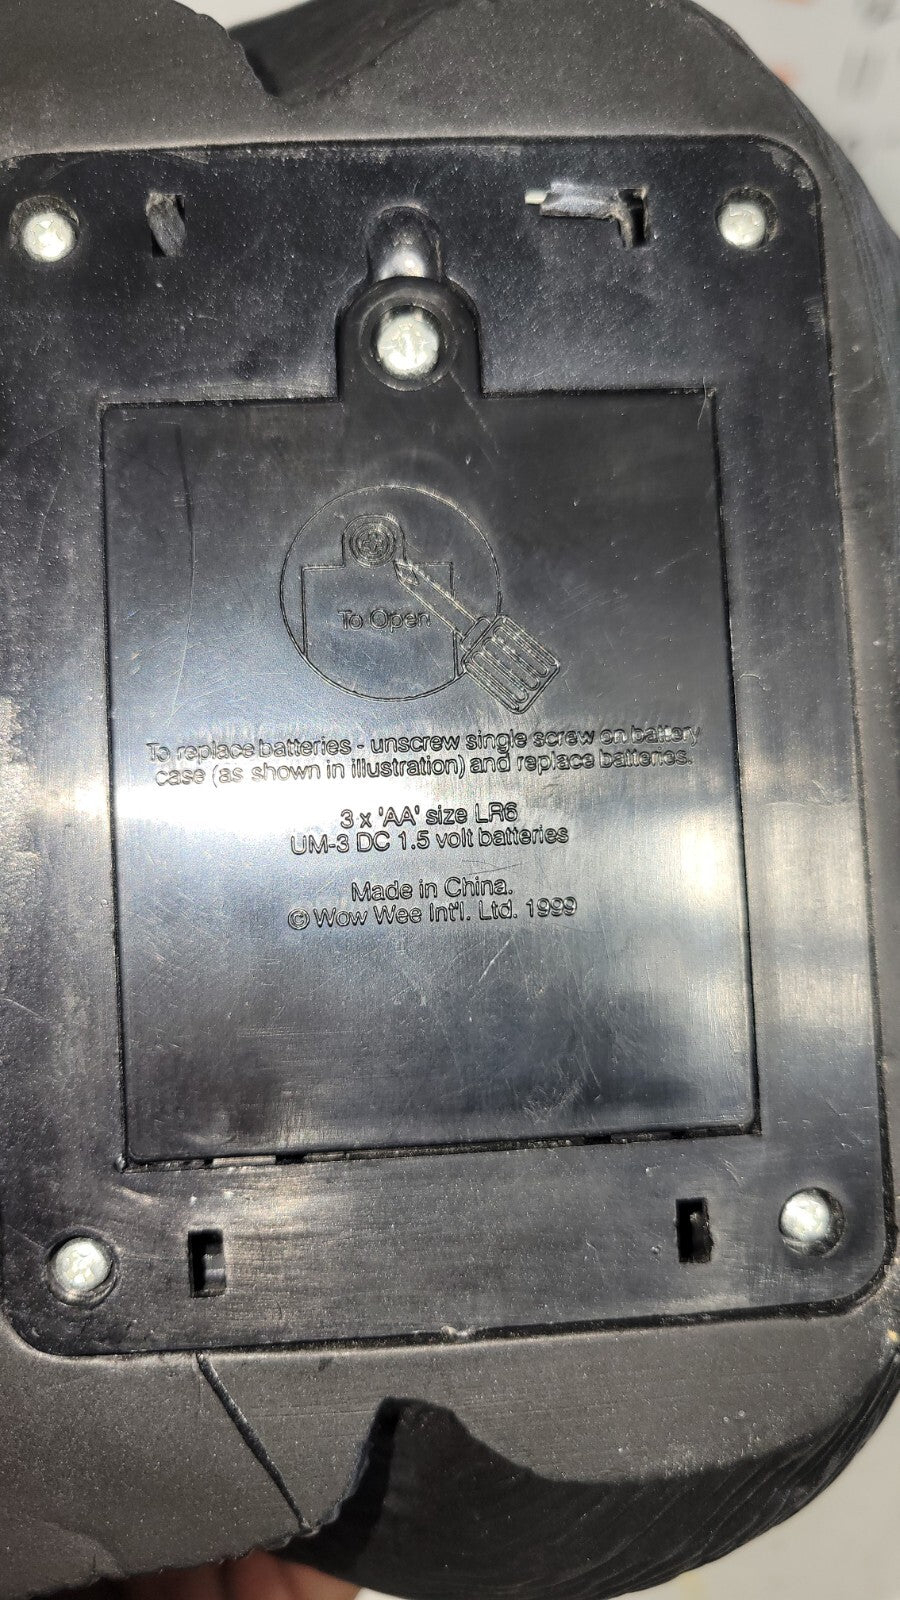 To Open
To replace batteries - unscrew single screw on battery
case (as shown in illustration) and replace batteries.
3 x 'AA' size LR6
UM-3 DC 1.5 volt batteries
Made in China.
© Wow Wee Int'l. Ltd. 1999